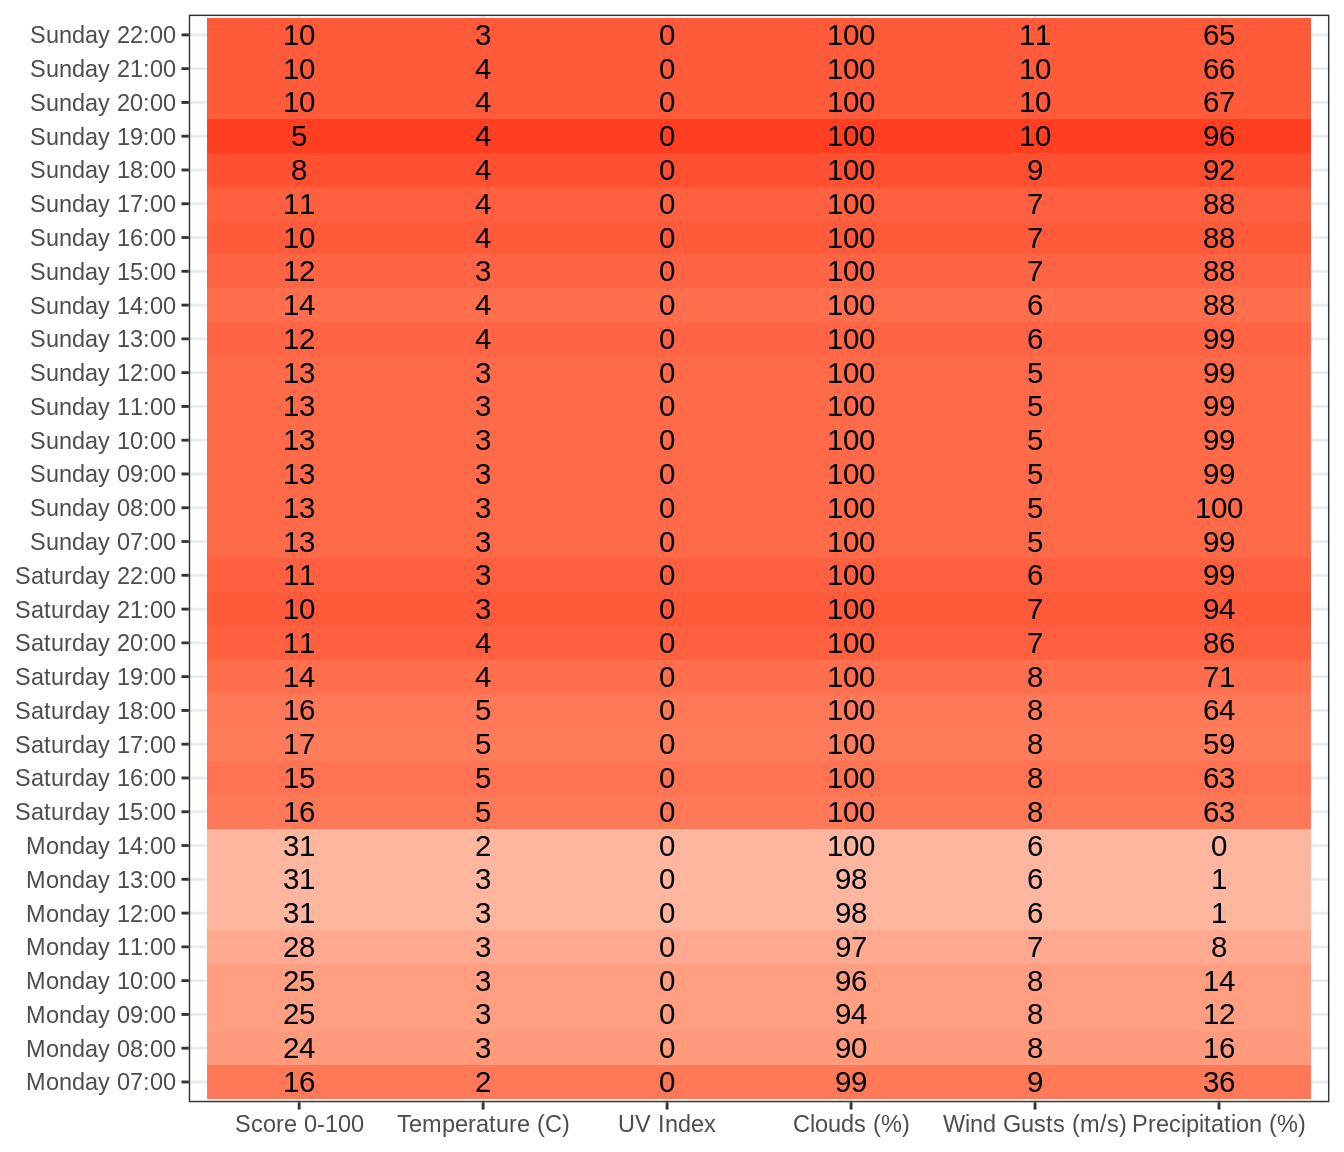 Sunday 22:00 10 3 0 100 11 65
Sunday 21:00 10 4 0 100 10 66
Sunday 20:00 10 4 0 100 10 67
Sunday 19:00 5 4 0 100 10 96
Sunday 18:00 8 4 0 100 9 92
Sunday 17:00 11 4 0 100 7 88
Sunday 16:00 10 4 0 100 7 88
Sunday 15:00 12 3 0 100 7 88
Sunday 14:00 14 4 0 100 6 88
Sunday 13:00 12 4 0 100 6 99
Sunday 12:00 13 3 0 100 5 99
Sunday 11:00 13 3 0 100 5 99
Sunday 10:00 13 3 0 100 5 99
Sunday 09:00 13 3 0 100 5 99
Sunday 08:00 13 3 0 100 5 100
Sunday 07:00 13 3 0 100 5 99
Saturday 22:00 11 3 0 100 6 99
Saturday 21:00 10 3 0 100 7 94
Saturday 20:00 11 4 0 100 7 86
Saturday 19:00 14 4 0 100 8 71
Saturday 18:00 16 5 0 100 8 64
Saturday 17:00 17 5 0 100 8 59
Saturday 16:00 15 5 0 100 8 63
Saturday 15:00 16 5 0 100 8 63
Monday 14:00 31 2 0 100 6 0
Monday 13:00 31 3 0 98 6 1
Monday 12:00 31 3 0 98 6 1
Monday 11:00 28 3 0 97 7 8
Monday 10:00 25 3 0 96 8 14
Monday 09:00 25 3 0 94 8 12
Monday 08:00 24 3 0 90 8 16
Monday 07:00 16 2 0 99 9 36
Score 0-100 Temperature (C) UV Index Clouds (%) Wind Gusts (m/s) Precipitation (%)